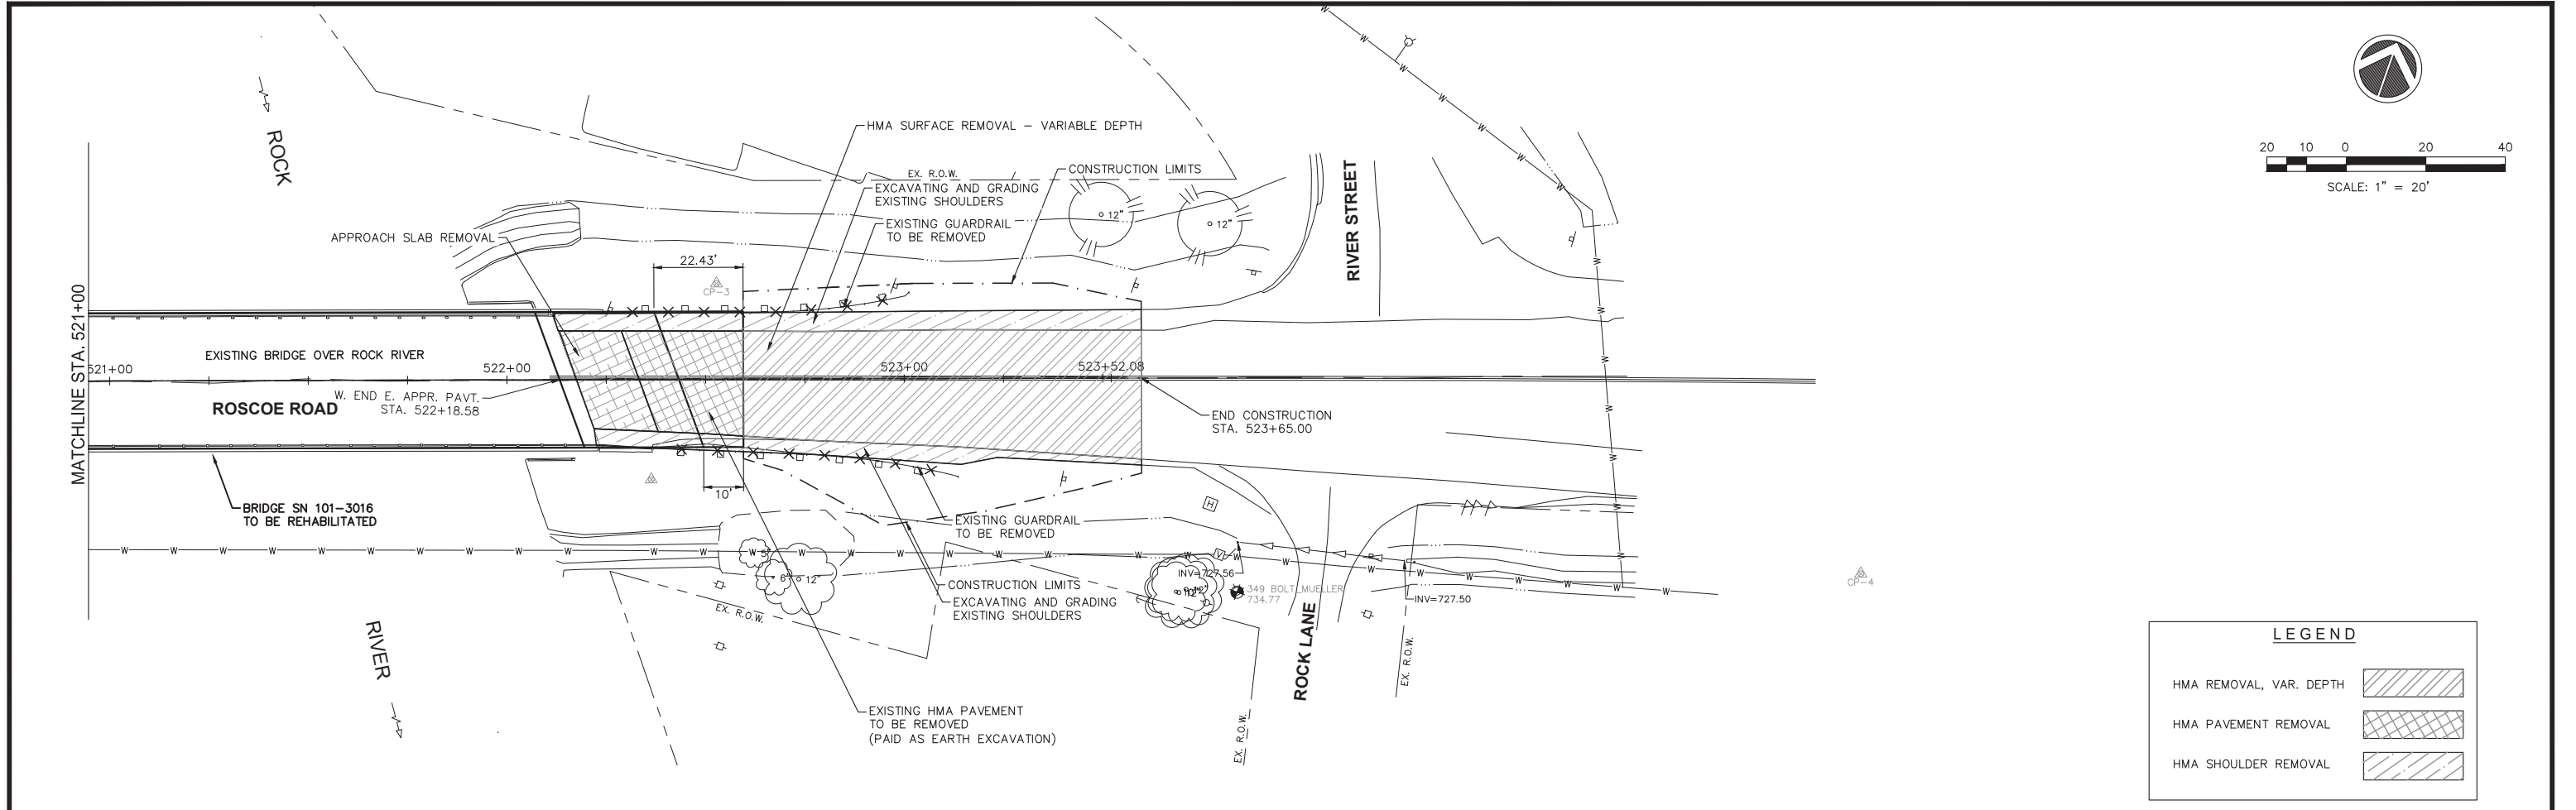 HMA SURFACE REMOVAL – VARIABLE DEPTH
CONSTRUCTION LIMITS
EX. R.O.W.
EXCAVATING AND GRADING
EXISTING SHOULDERS
EXISTING GUARDRAIL
TO BE REMOVED
12"
12"
ROCK
RIVER STREET
20 10 0 20 40
SCALE: 1" = 20'
APPROACH SLAB REMOVAL
22.43'
CP-3
MATCHLINE STA. 521+00
EXISTING BRIDGE OVER ROCK RIVER
521+00
522+00
523+00
523+52.08
ROSCOE ROAD
W. END E. APPR. PAVT.
STA. 522+18.58
END CONSTRUCTION
STA. 523+65.00
10'
BRIDGE SN 101-3016
TO BE REHABILITATED
H
EXISTING GUARDRAIL
TO BE REMOVED
W W W W W W W W W W
5"
6"
12"
V
INV=727.56
CONSTRUCTION LIMITS
EXCAVATING AND GRADING
EXISTING SHOULDERS
349 BOLT_MUELLER
734.77
INV=727.50
CP-4
EX. R.O.W.
RIVER
ROCK LANE
EX. R.O.W.
EX. R.O.W.
EXISTING HMA PAVEMENT
TO BE REMOVED
(PAID AS EARTH EXCAVATION)
LEGEND
HMA REMOVAL, VAR. DEPTH
HMA PAVEMENT REMOVAL
HMA SHOULDER REMOVAL